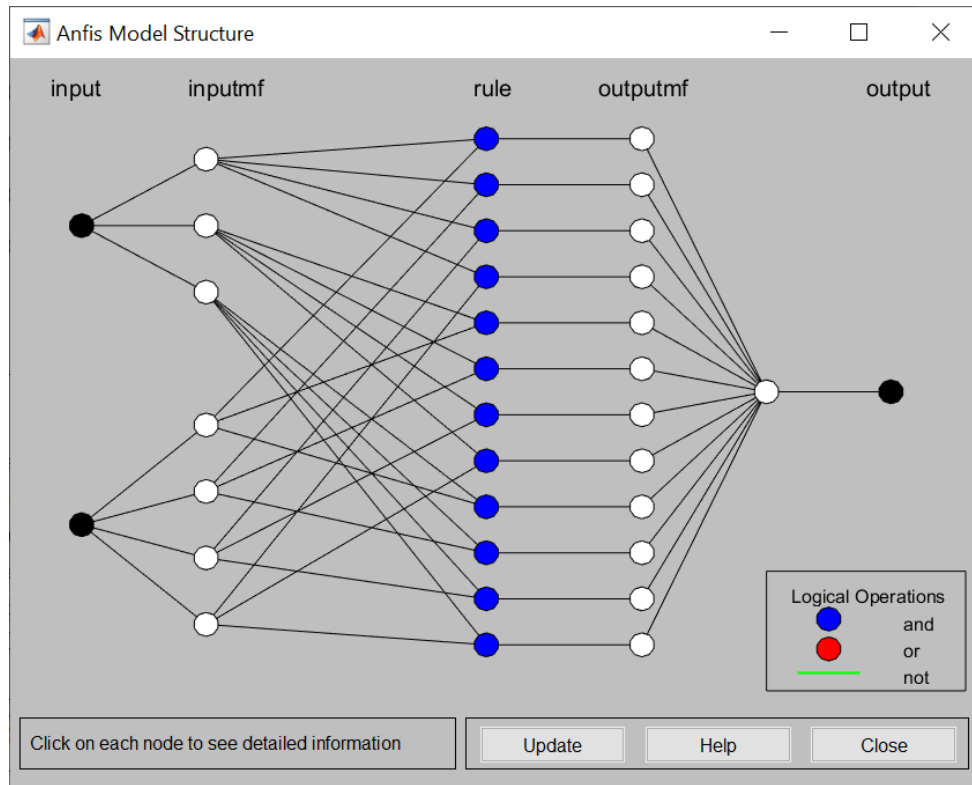 Anfis Model Structure
input inputmf rule outputmf output
Logical Operations
and
or
not
Click on each node to see detailed information
Update Help Close